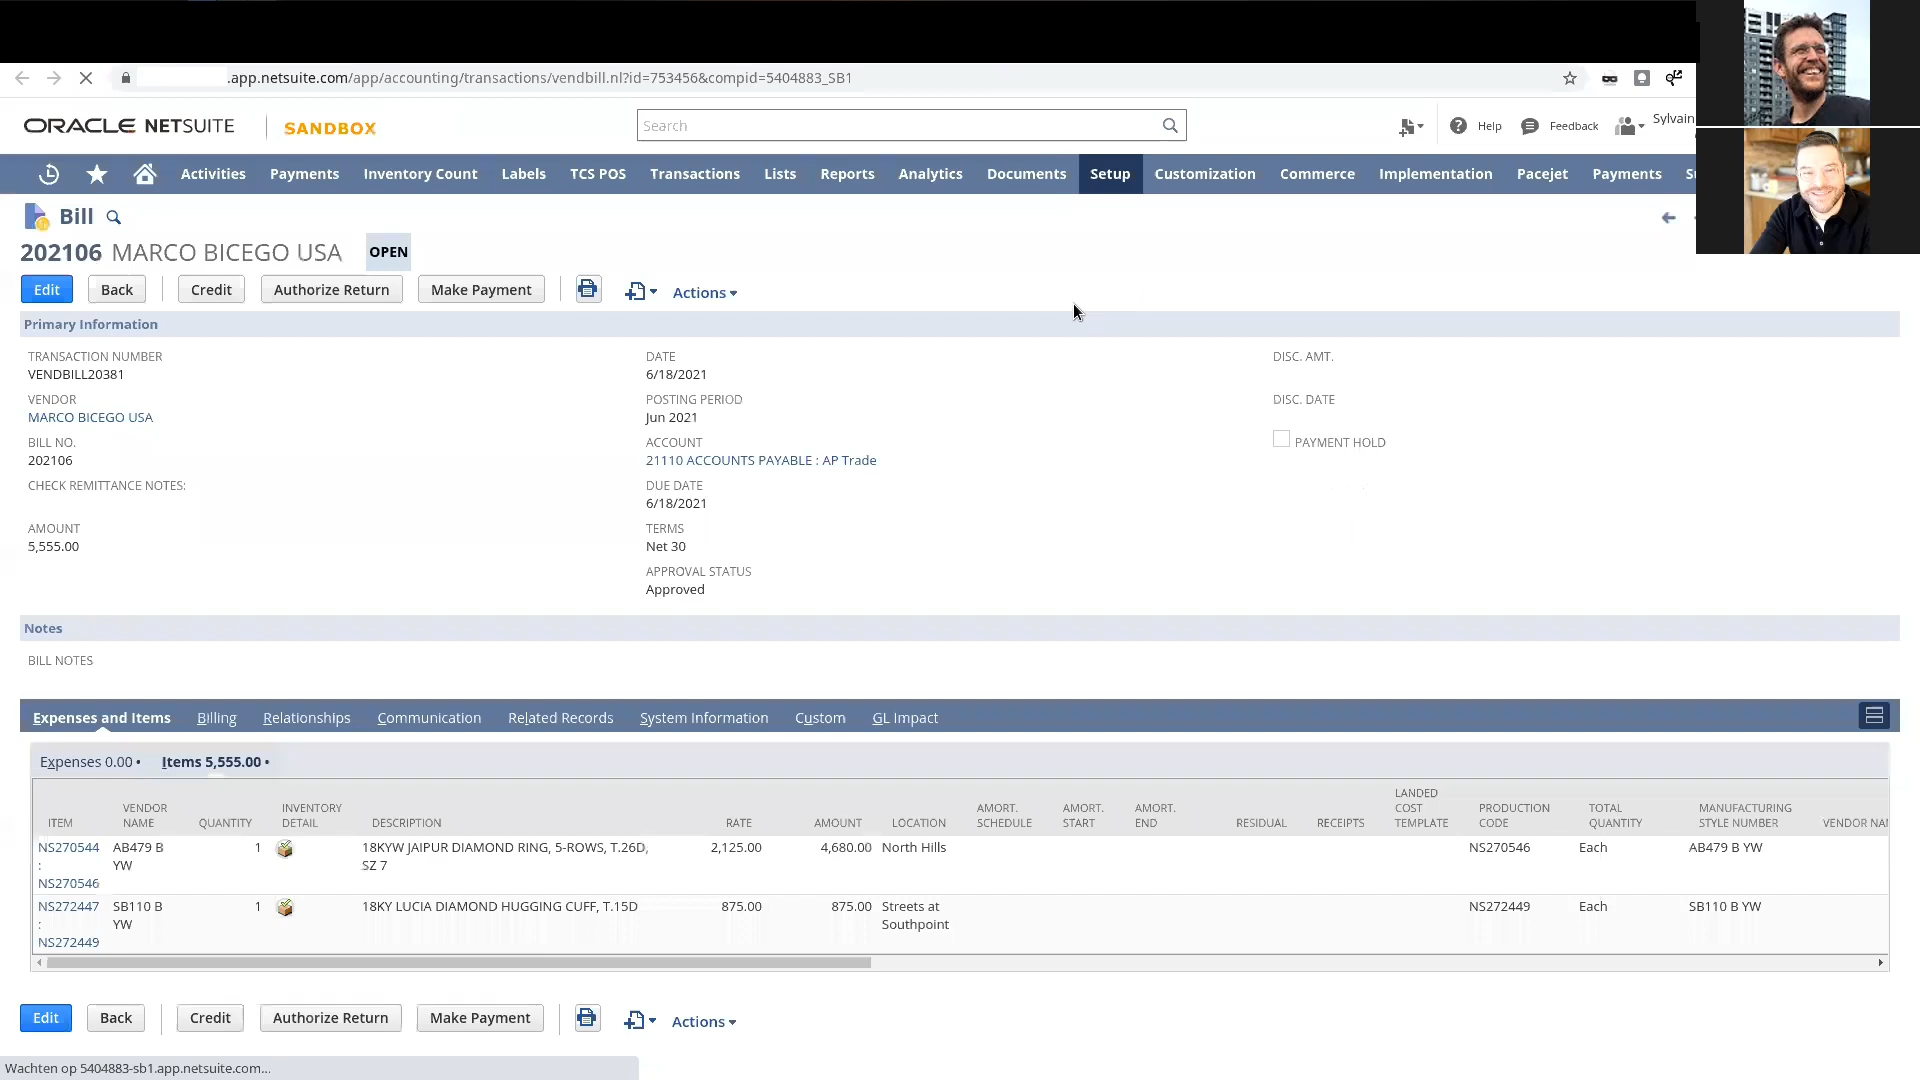 .app.netsuite.com/app/accounting/transactions/vendbill.nl?id=753456&compid=5404883_SB1
ORACLE NETSUITE SANDBOX Search Help Feedback Sylvain
Activities Payments Inventory Count Labels TCS POS Transactions Lists Reports Analytics Documents Setup Customization Commerce Implementation Pacejet Payments
Bill
202106 MARCO BICEGO USA OPEN
Edit Back Credit Authorize Return Make Payment Actions
Primary Information
TRANSACTION NUMBER
VENDBILL20381
VENDOR
MARCO BICEGO USA
BILL NO.
202106
CHECK REMITTANCE NOTES:
AMOUNT
5,555.00
DATE
6/18/2021
POSTING PERIOD
Jun 2021
ACCOUNT
21110 ACCOUNTS PAYABLE : AP Trade
DUE DATE
6/18/2021
TERMS
Net 30
APPROVAL STATUS
Approved
DISC. AMT.
DISC. DATE
PAYMENT HOLD
Notes
BILL NOTES
Expenses and Items Billing Relationships Communication Related Records System Information Custom GL Impact
Expenses 0.00 • Items 5,555.00 •
ITEM
VENDOR
NAME
QUANTITY
INVENTORY
DETAIL
DESCRIPTION
RATE
AMOUNT
LOCATION
AMORT.
SCHEDULE
AMORT.
START
AMORT.
END
RESIDUAL
RECEIPTS
LANDED
COST
TEMPLATE
PRODUCTION
CODE
TOTAL
QUANTITY
MANUFACTURING
STYLE NUMBER
VENDOR
NS270544
:
NS270546
AB479 B
YW
1
18KYW JAIPUR DIAMOND RING, 5-ROWS, T.26D,
SZ 7
2,125.00
4,680.00
North Hills
NS270546
Each
AB479 B YW
NS272447
:
NS272449
SB110 B
YW
1
18KY LUCIA DIAMOND HUGGING CUFF, T.15D
875.00
875.00
Streets at
Southpoint
NS272449
Each
SB110 B YW
Edit Back Credit Authorize Return Make Payment Actions
Wachten op 5404883-sb1.app.netsuite.com...